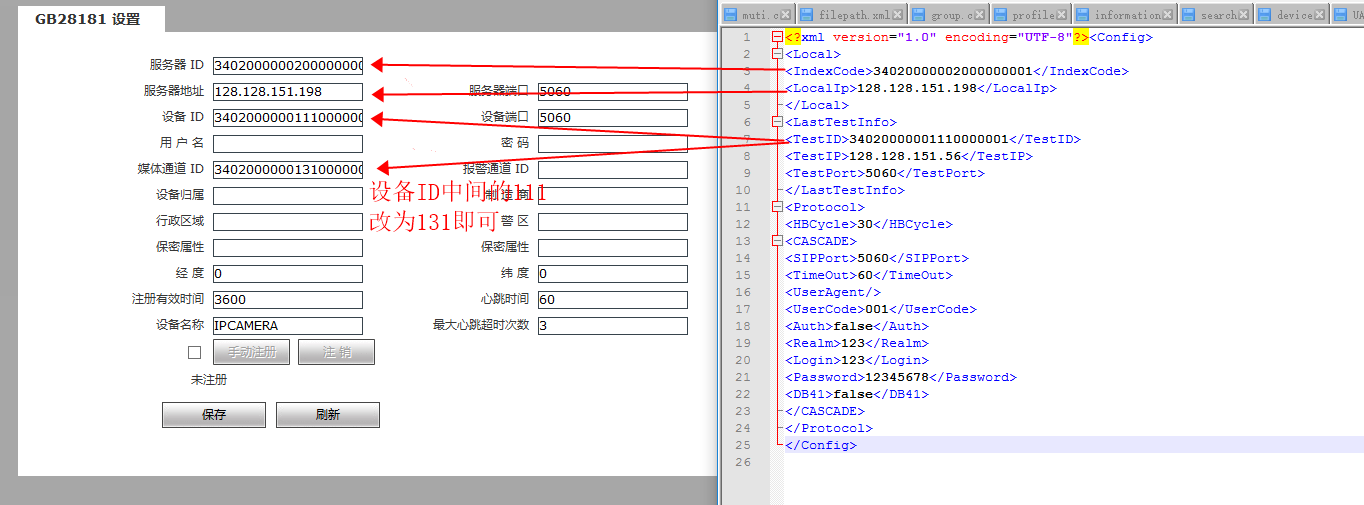 GB28181 设置
服务器 ID 3402000000200000000
服务器地址 128.128.151.198 服务器端口 5060
设备 ID 3402000000111000000 设备端口 5060
用 户 名 密 码
媒体通道 ID 3402000000131000000 报警通道 ID
设备归属 制 造 商
行政区域 警 区
保密属性 保密属性
经 度 0 纬 度 0
注册有效时间 3600 心跳时间 60
设备名称 IPCAMERA 最大心跳超时次数 3
手动注册 注 销
未注册
保存 刷新
设备ID中间的111
改为131即可
muti.c filepath.xml group.c profile information search device UA
1 <?xml version="1.0" encoding="UTF-8"?><Config>
2 <Local>
3 <IndexCode>34020000002000000001</IndexCode>
4 <LocalIp>128.128.151.198</LocalIp>
5 </Local>
6 <LastTestInfo>
7 <TestID>34020000001110000001</TestID>
8 <TestIP>128.128.151.56</TestIP>
9 <TestPort>5060</TestPort>
10 </LastTestInfo>
11 <Protocol>
12 <HBCycle>30</HBCycle>
13 <CASCADE>
14 <SIPPort>5060</SIPPort>
15 <TimeOut>60</TimeOut>
16 <UserAgent/>
17 <UserCode>001</UserCode>
18 <Auth>false</Auth>
19 <Realm>123</Realm>
20 <Login>123</Login>
21 <Password>12345678</Password>
22 <DB41>false</DB41>
23 </CASCADE>
24 </Protocol>
25 </Config>
26